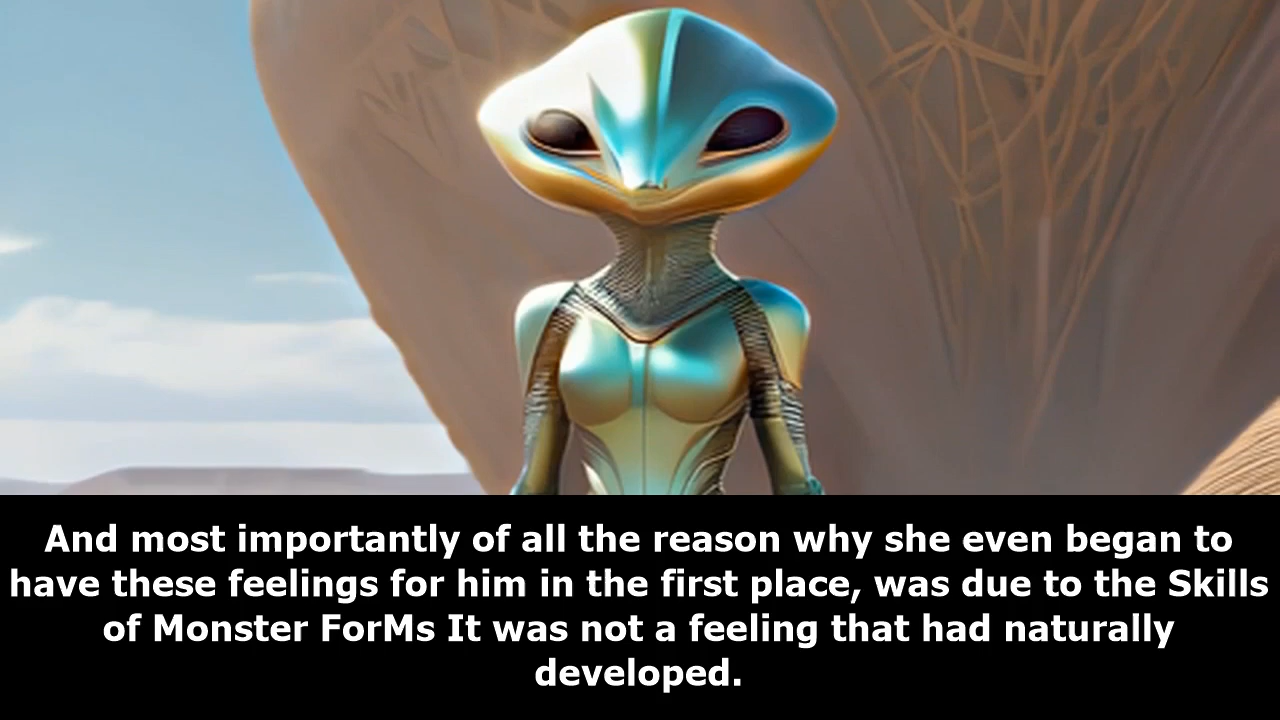 And most importantly of all the reason why she even began to
have these feelings for him in the first place, was due to the Skills
of Monster ForMs It was not a feeling that had naturally
developed.